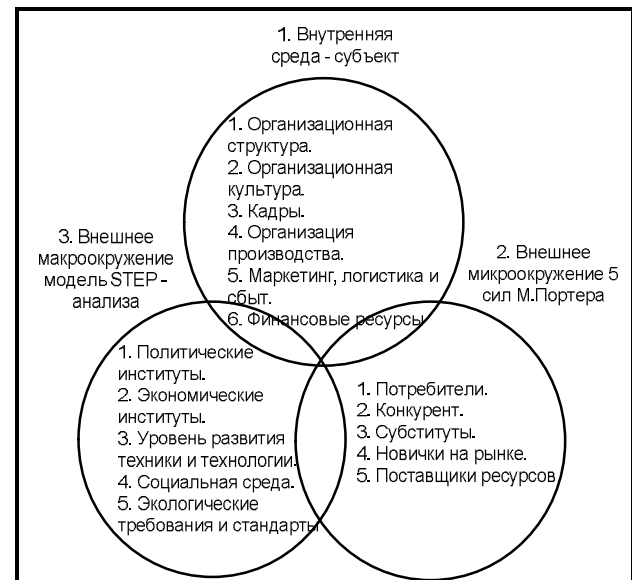 1. Внутренняя
среда - субъект
1. Организационная
структура.
2. Организационная
культура.
3. Кадры.
4. Организация
производства.
5. Маркетинг, логистика и
сбыт.
6. Финансовые ресурсы
3. Внешнее
макроокружение
модель STEP -
анализа
2. Внешнее
микроокружение 5
сил М.Портера
1. Политические
институты.
2. Экономические
институты.
3. Уровень развития
техники и технологии.
4. Социальная среда.
5. Экологические
требования и стандарты
1. Потребители.
2. Конкурент.
3. Субституты.
4. Новички на рынке.
5. Поставщики ресурсов